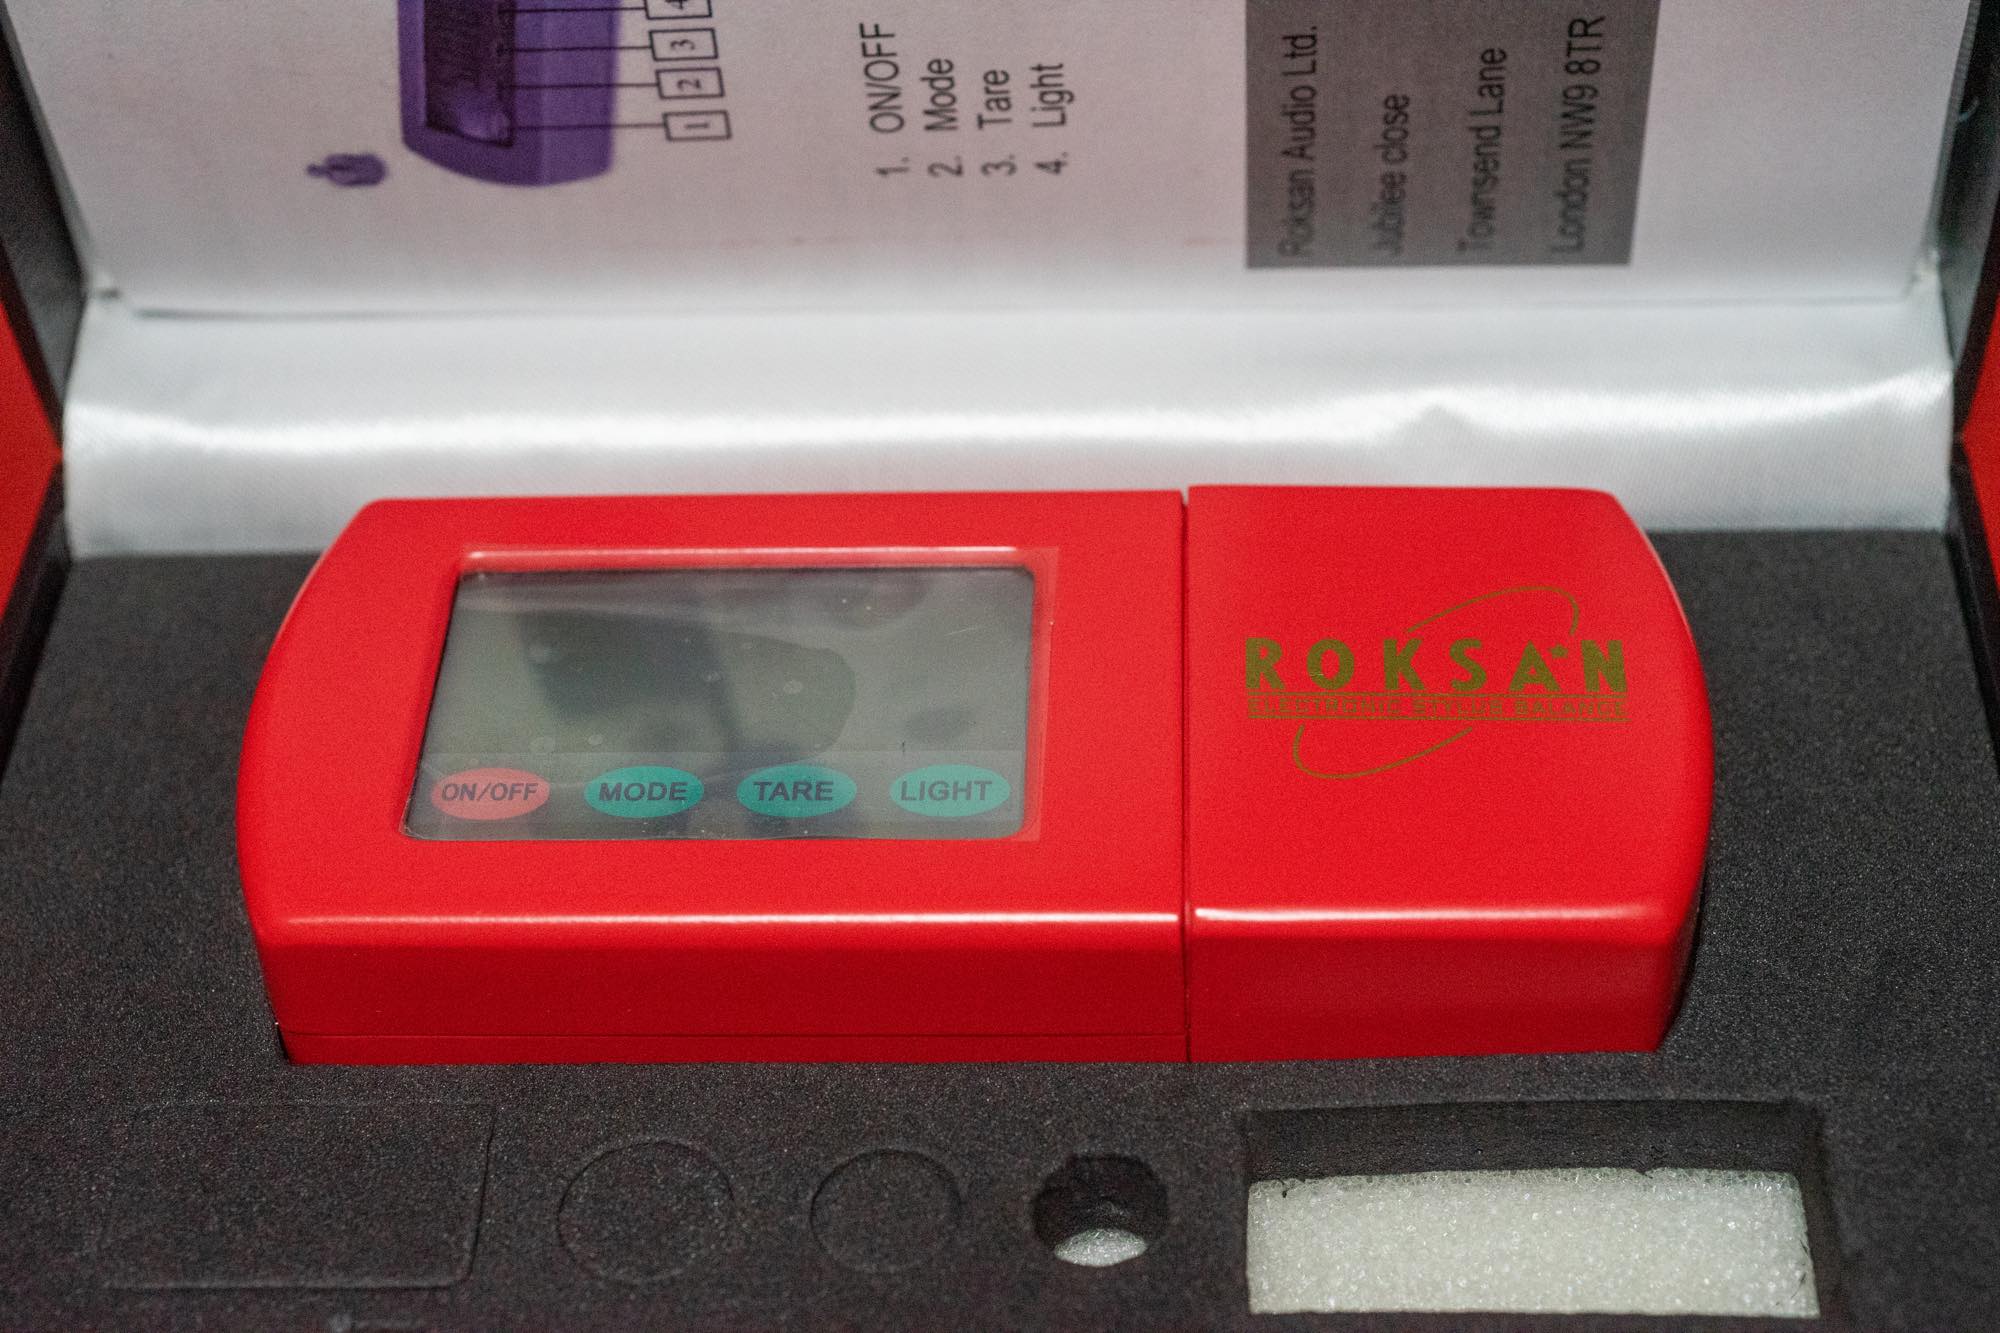 4
3
2
1
1. ON/OFF
2. Mode
3. Tare
4. Light
Roksan Audio Ltd.
Jubilee close
Townsend Lane
London NW9 8TR
ROKSAN
ELECTRONIC STYLUS BALANCE
ON/OFF MODE TARE LIGHT